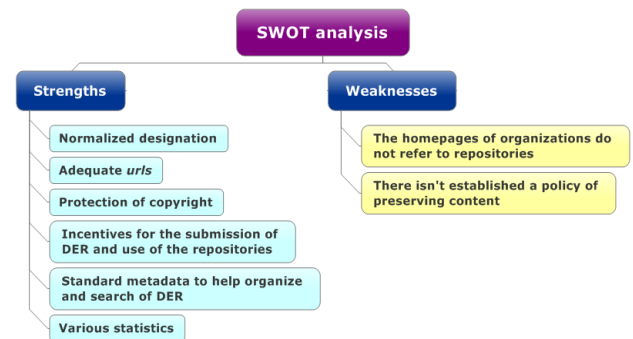 SWOT analysis
Strengths
Weaknesses
Normalized designation
Adequate urls
Protection of copyright
Incentives for the submission of
DER and use of the repositories
Standard metadata to help organize
and search of DER
Various statistics
The homepages of organizations do
not refer to repositories
There isn't established a policy of
preserving content